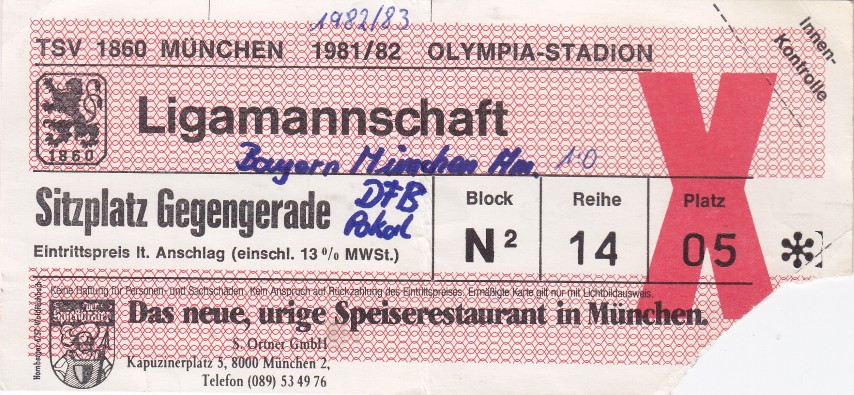 1982/83
TSV 1860 MÜNCHEN 1981/82 OLYMPIA-STADION
Innen-
Kontrolle
1860
Ligamannschaft
Bayern München Am. 1:0
DFB
Pokal
Sitzplatz Gegengerade
Eintrittspreis lt. Anschlag (einschl. 13% MWSt.)
Block
N²
Reihe
14
Platz
05
X
Keine Haftung für Personen- und Sachschäden. Kein Anspruch auf Rückzahlung des Eintrittspreises. Ermäßigte Karte gilt nur mit Lichtbildausweis.
Das neue, urige Speiserestaurant in München.
S. Ortner GmbH
Kapuzinerplatz 5, 8000 München 2,
Telefon (089) 53 49 76